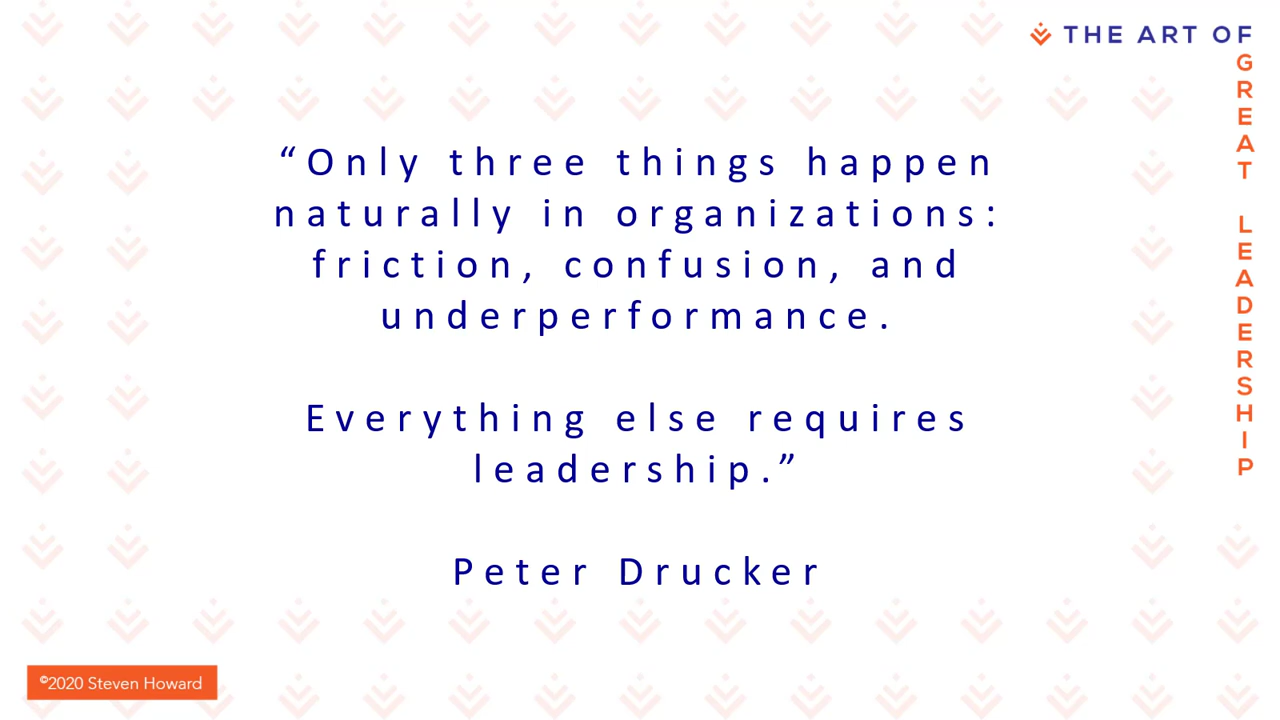 THE ART OF
GREAT LEADERSHIP
“Only three things happen
naturally in organizations:
friction, confusion, and
underperformance.
Everything else requires
leadership.”
Peter Drucker
©2020 Steven Howard